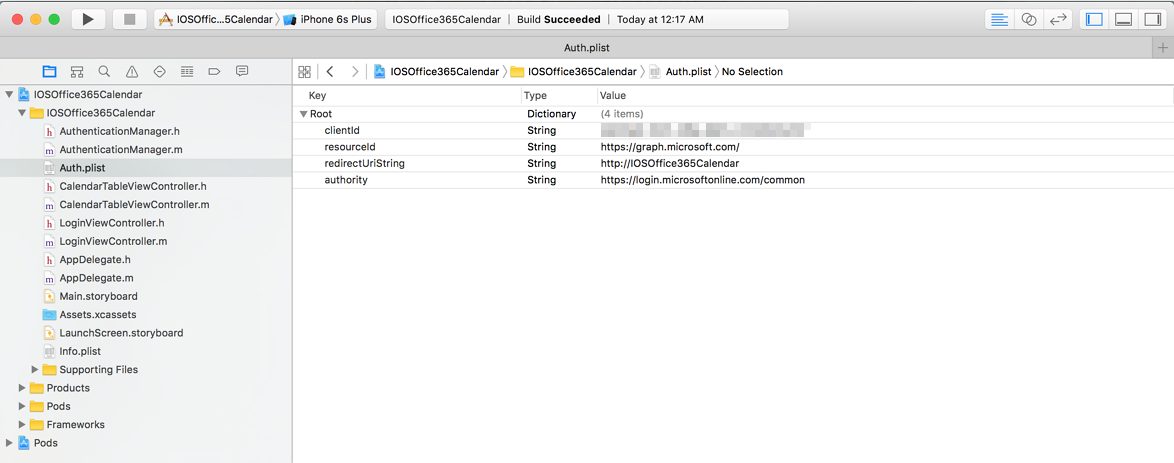 IOSOffic...5Calendar iPhone 6s Plus IOSOffice365Calendar | Build Succeeded | Today at 12:17 AM
Auth.plist
IOSOffice365Calendar IOSOffice365Calendar Auth.plist No Selection
IOSOffice365Calendar
IOSOffice365Calendar
AuthenticationManager.h
AuthenticationManager.m
Auth.plist
CalendarTableViewController.h
CalendarTableViewController.m
LoginViewController.h
LoginViewController.m
AppDelegate.h
AppDelegate.m
Main.storyboard
Assets.xcassets
LaunchScreen.storyboard
Info.plist
Supporting Files
Products
Pods
Frameworks
Pods
Key Type Value
Root Dictionary (4 items)
clientId String
resourceId String https://graph.microsoft.com/
redirectUriString String http://IOSOffice365Calendar
authority String https://login.microsoftonline.com/common